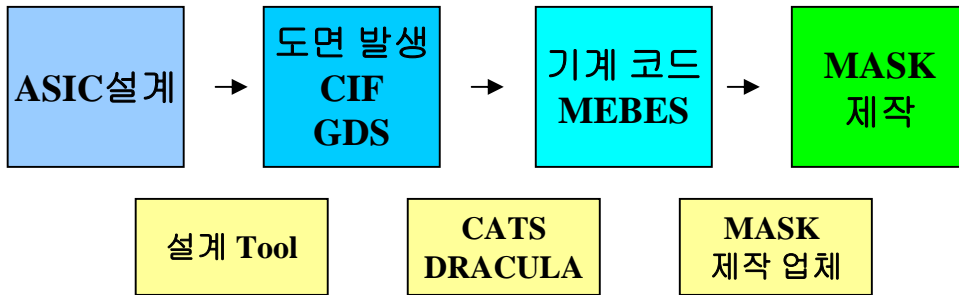 ASIC설계
도면 발생
CIF
GDS
기계 코드
MEBES
MASK
제작
설계 Tool
CATS
DRACULA
MASK
제작 업체